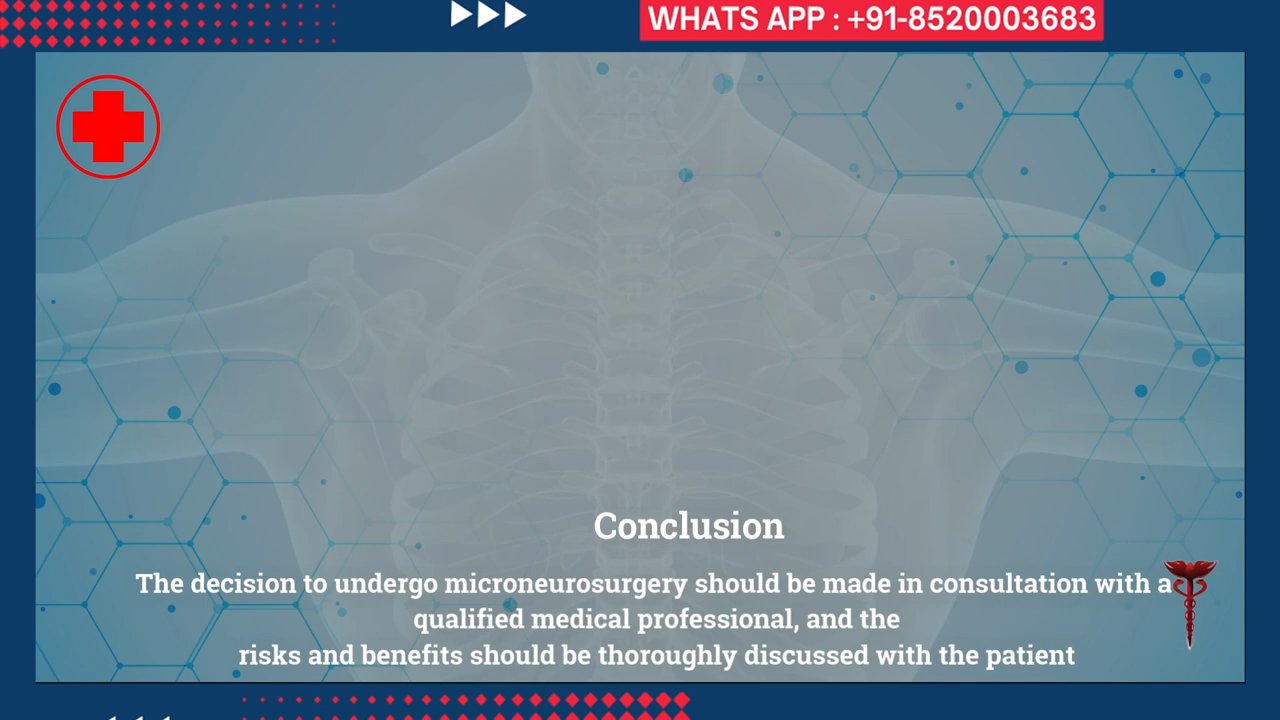 WHATS APP : +91-8520003683
Conclusion
The decision to undergo microneurosurgery should be made in consultation with a
qualified medical professional, and the
risks and benefits should be thoroughly discussed with the patient